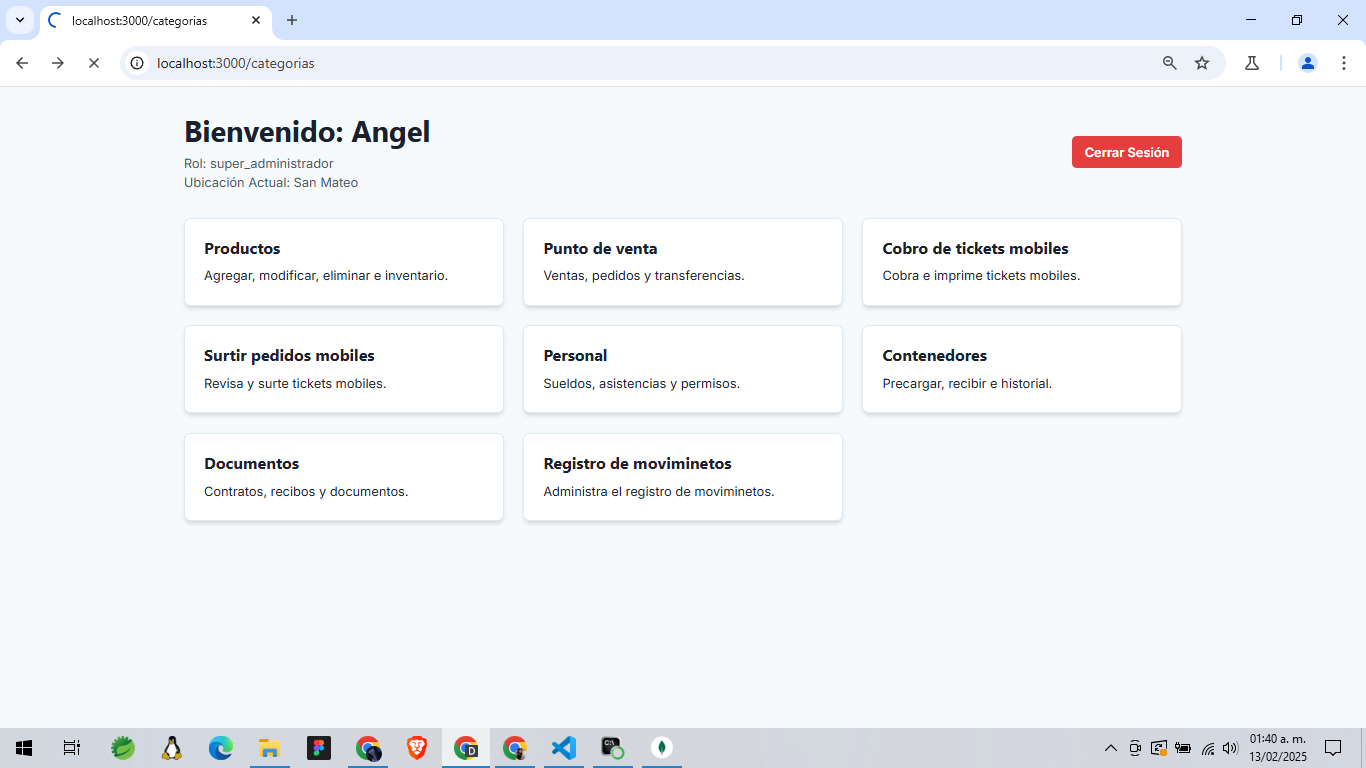 localhost:3000/categorias
localhost:3000/categorias
Bienvenido: Angel
Rol: super_administrador
Ubicación Actual: San Mateo
Cerrar Sesión
Productos
Agregar, modificar, eliminar e inventario.
Punto de venta
Ventas, pedidos y transferencias.
Cobro de tickets mobiles
Cobra e imprime tickets mobiles.
Surtir pedidos mobiles
Revisa y surte tickets mobiles.
Personal
Sueldos, asistencias y permisos.
Contenedores
Precargar, recibir e historial.
Documentos
Contratos, recibos y documentos.
Registro de moviminetos
Administra el registro de moviminetos.
D
C:\
01:40 a. m.
13/02/2025